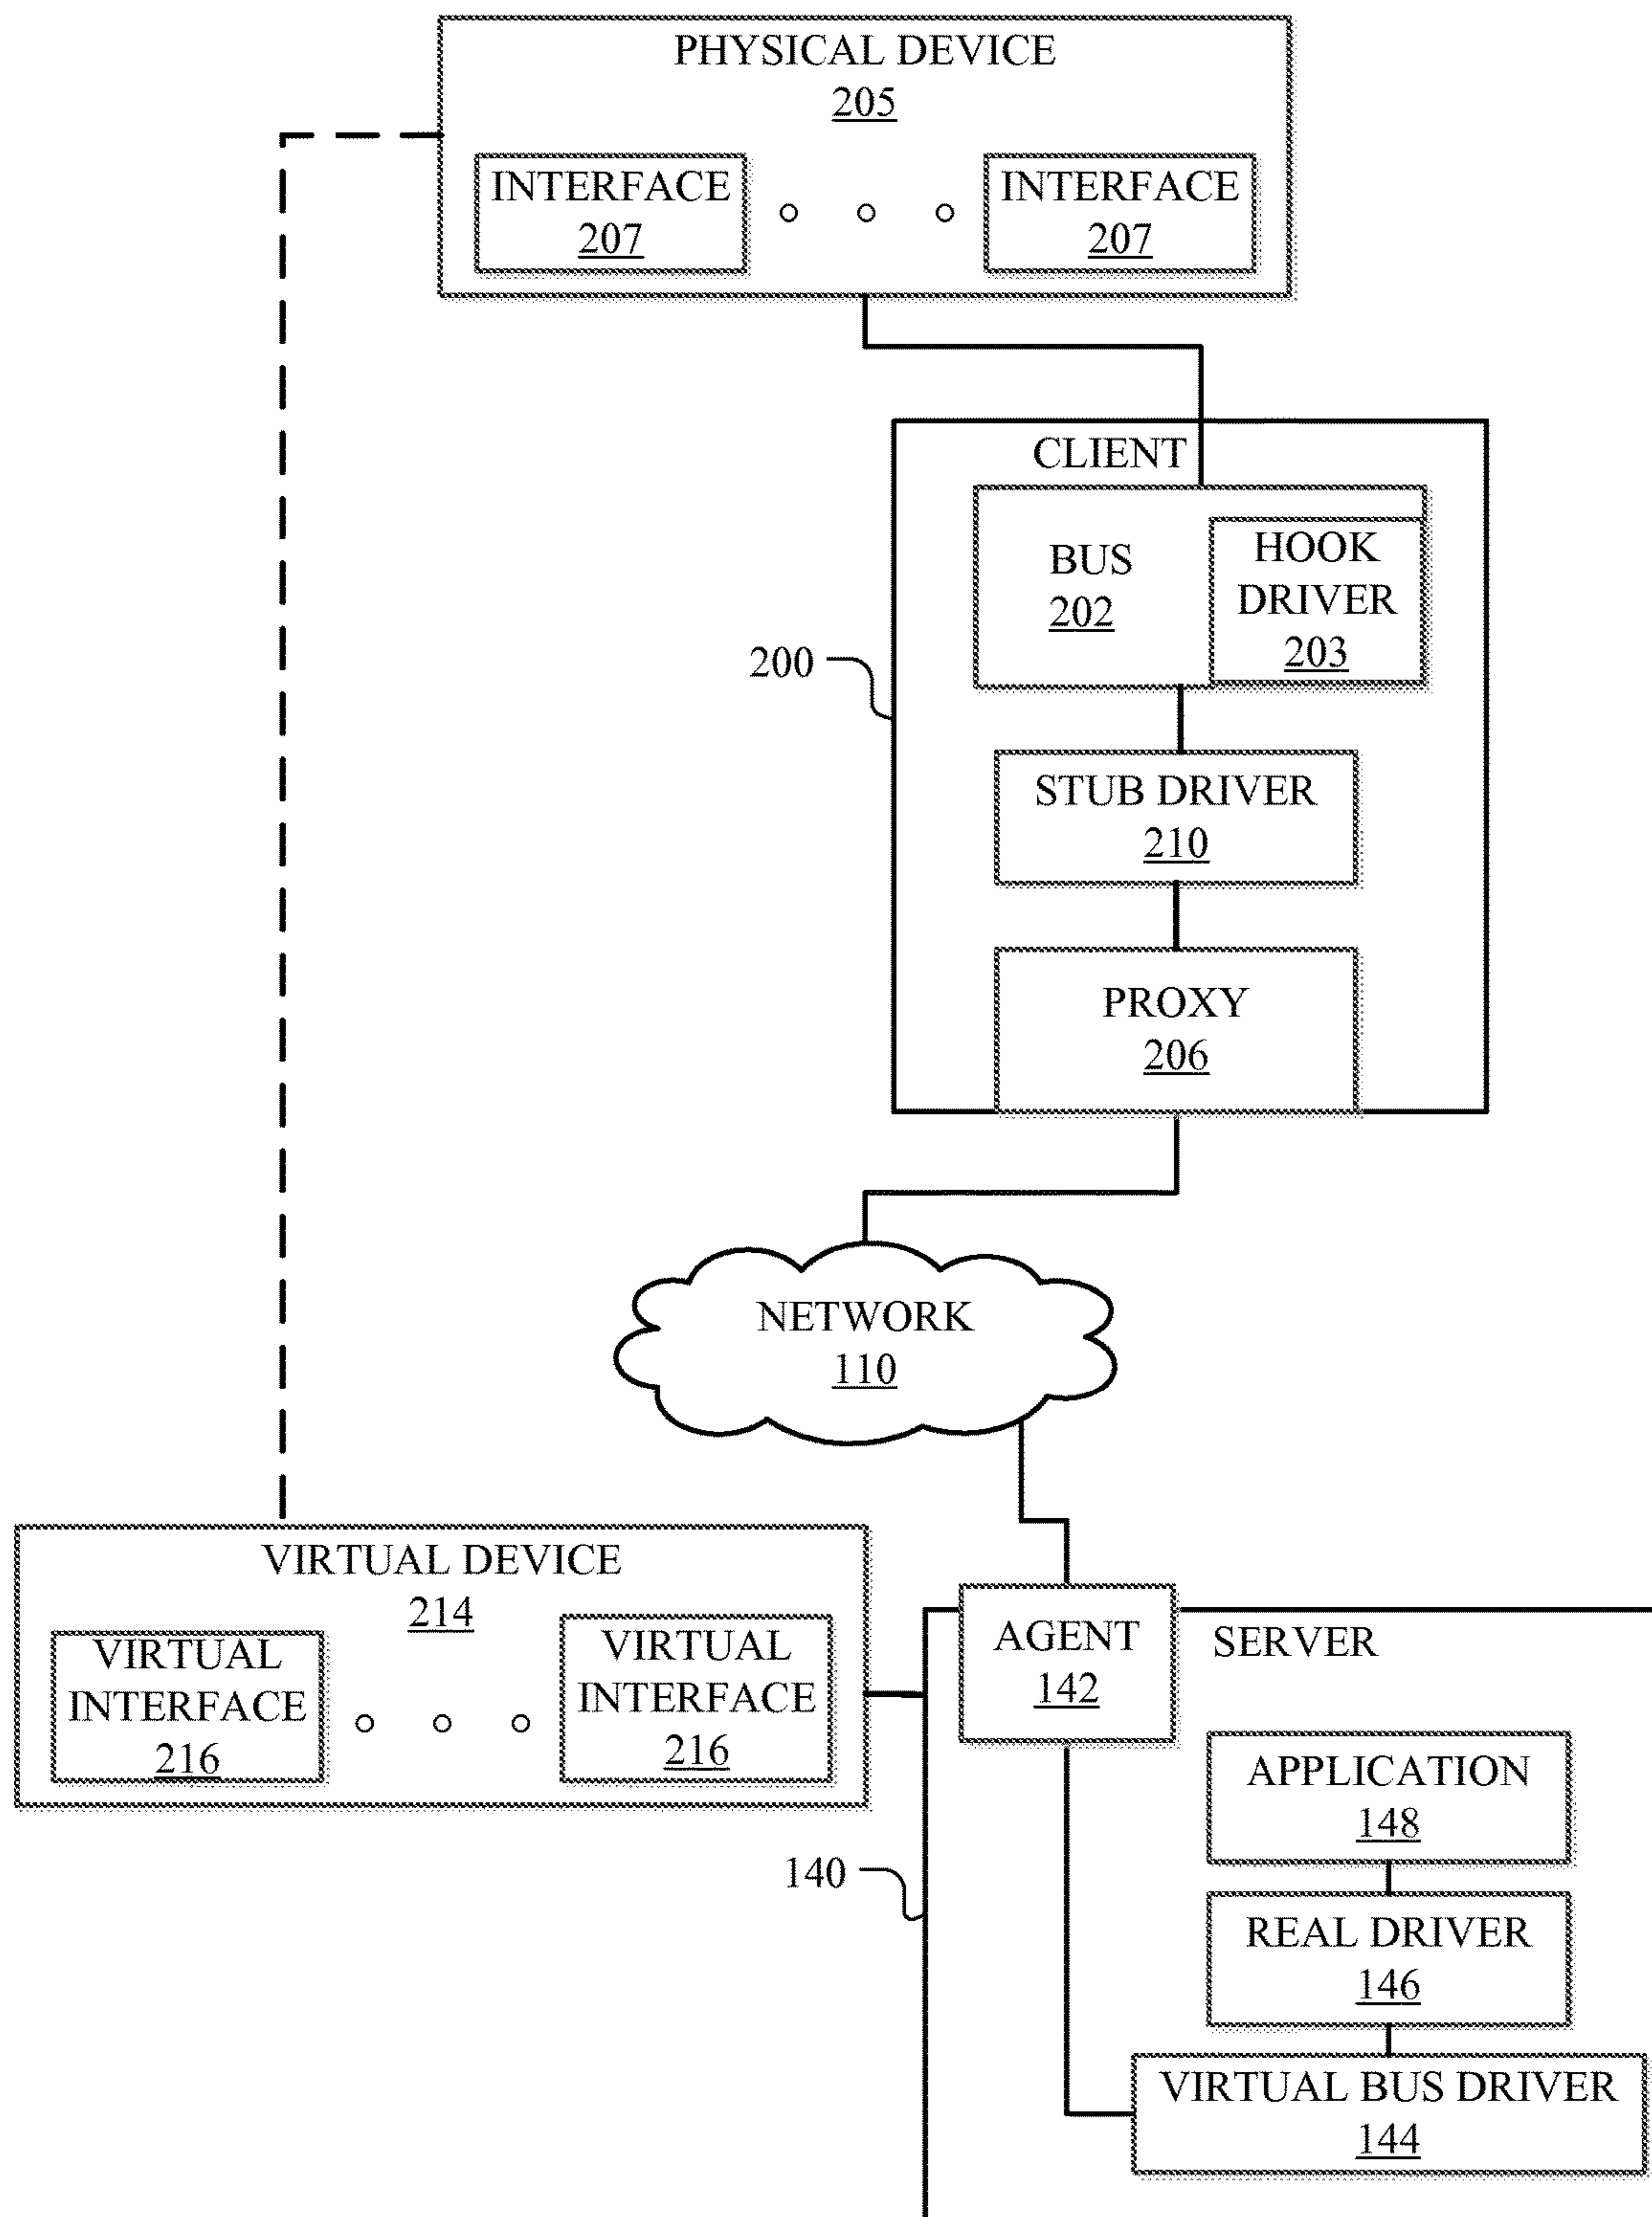 PHYSICAL DEVICE
205
INTERFACE
207
INTERFACE
207
CLIENT
BUS
202
HOOK
DRIVER
203
200
STUB DRIVER
210
PROXY
206
NETWORK
110
VIRTUAL DEVICE
214
VIRTUAL
INTERFACE
216
VIRTUAL
INTERFACE
216
AGENT
142
SERVER
APPLICATION
148
140
REAL DRIVER
146
VIRTUAL BUS DRIVER
144